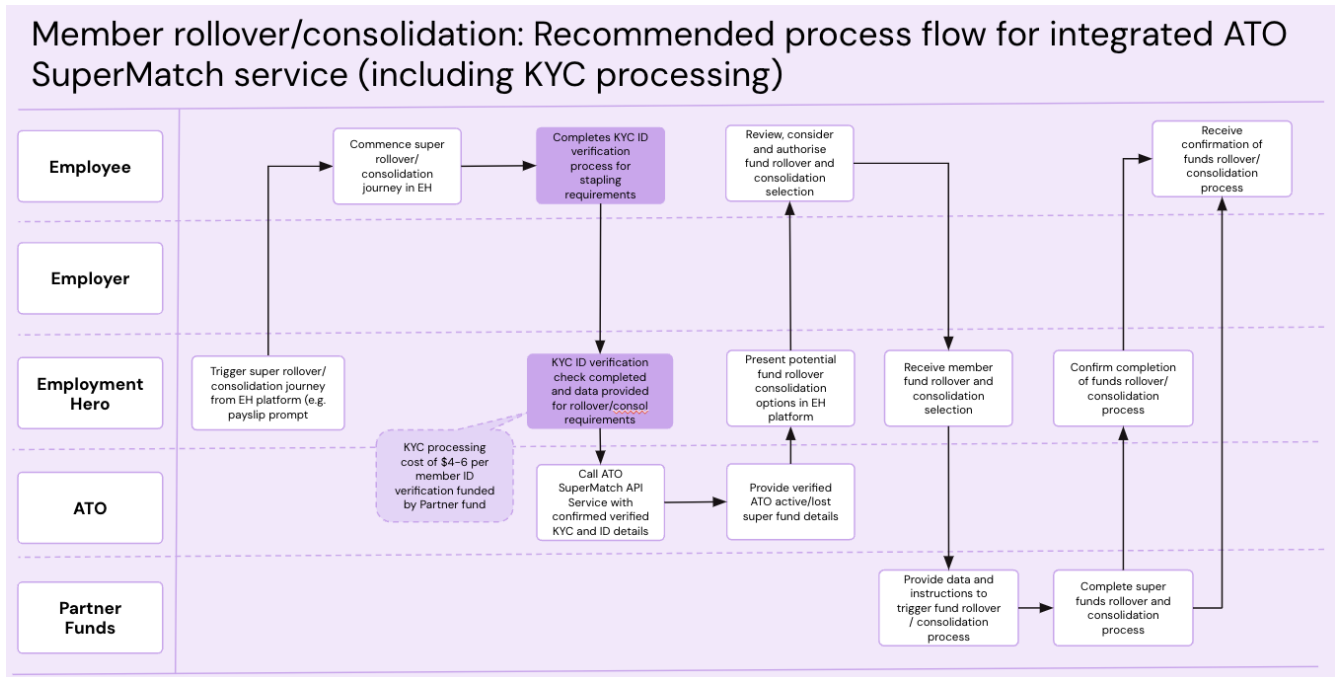 Member rollover/consolidation: Recommended process flow for integrated ATO
SuperMatch service (including KYC processing)
Employee
Commence super
rollover/
consolidation
journey in EH
Completes KYC ID
verification
process for
stapling
requirements
Review, consider
and authorise
fund rollover and
consolidation
selection
Receive
confirmation of
funds rollover/
consolidation
process
Employer
Employment
Hero
Trigger super rollover/
consolidation journey
from EH platform (e.g.
payslip prompt
KYC ID verification
check completed
and data provided
for rollover/consol
requirements
Present potential
fund rollover
consolidation
options in EH
platform
Receive member
fund rollover and
consolidation
selection
Confirm completion
of funds rollover/
consolidation
process
KYC processing
cost of $4-6 per
member ID
verification funded
by Partner fund
ATO
Call ATO
SuperMatch API
Service with
confirmed verified
KYC and ID details
Provide verified
ATO active/lost
super fund details
Partner
Funds
Provide data and
instructions to
trigger fund rollover
/ consolidation
process
Complete super
funds rollover and
consolidation
process